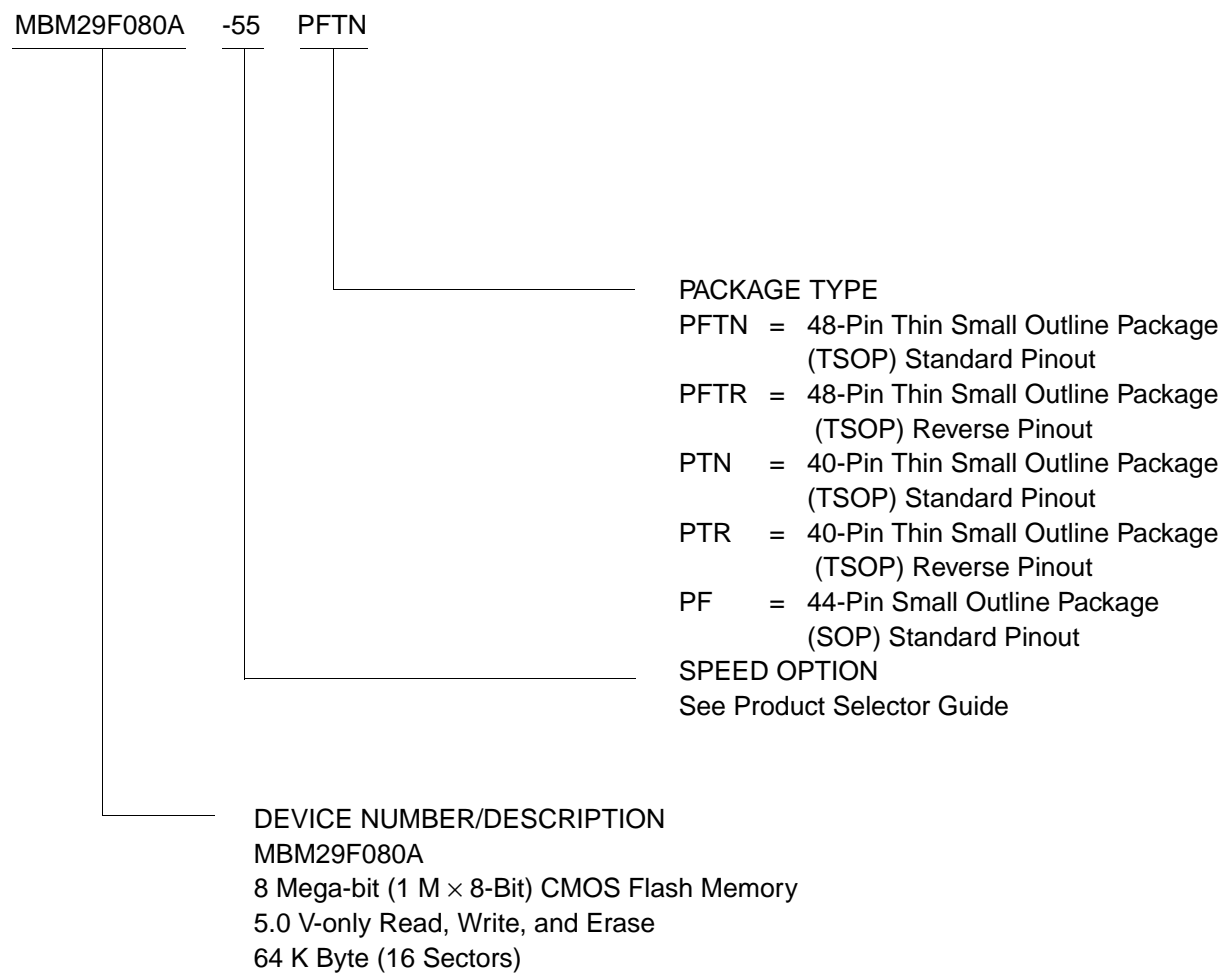 MBM29F080A -55 PFTN
PACKAGE TYPE
PFTN = 48-Pin Thin Small Outline Package
(TSOP) Standard Pinout
PFTR = 48-Pin Thin Small Outline Package
(TSOP) Reverse Pinout
PTN = 40-Pin Thin Small Outline Package
(TSOP) Standard Pinout
PTR = 40-Pin Thin Small Outline Package
(TSOP) Reverse Pinout
PF = 44-Pin Small Outline Package
(SOP) Standard Pinout
SPEED OPTION
See Product Selector Guide
DEVICE NUMBER/DESCRIPTION
MBM29F080A
8 Mega-bit (1 M × 8-Bit) CMOS Flash Memory
5.0 V-only Read, Write, and Erase
64 K Byte (16 Sectors)